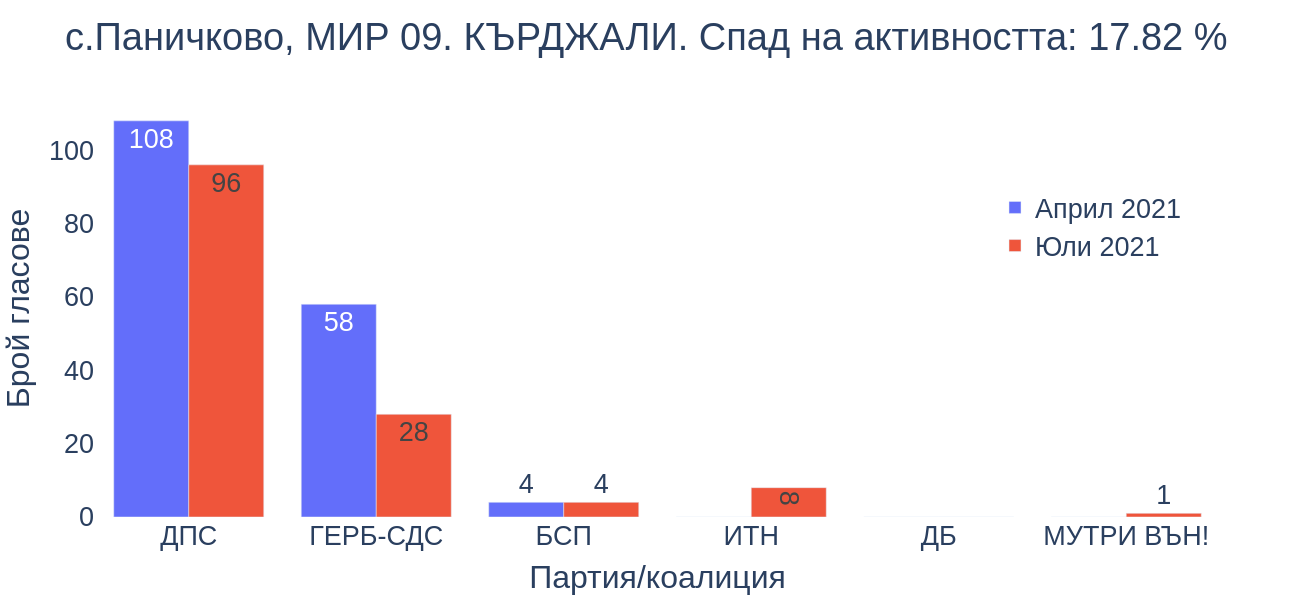 с.Паничково, МИР 09. КЪРДЖАЛИ. Спад на активността: 17.82 %
Брой гласове
100
80
60
40
20
0
108
96
58
28
4
4
8
1
Април 2021
Юли 2021
ДПС
ГЕРБ-СДС
БСП
ИТН
ДБ
МУТРИ ВЪН!
Партия/коалиция